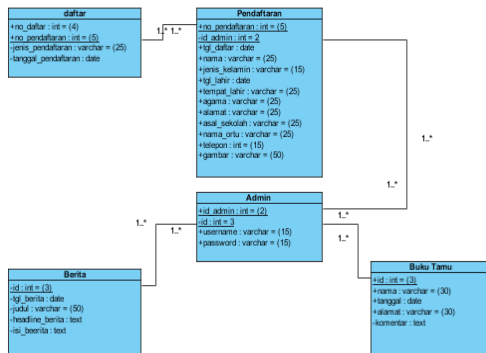 daftar
+no_daftar : int = (4)
+no_pendaftaran : int = (5)
-jenis_pendaftaran : varchar = (25)
-tanggal_pendaftaran : date
1..* 1..*
Pendaftaran
+no_pendaftaran : int = (5)
-id_admin : int = 2
+tgl_daftar : date
+nama : varchar = (25)
+jenis_kelamin : varchar = (15)
+tgl_lahir : date
+tempat_lahir : varchar = (25)
+agama : varchar = (25)
+alamat : varchar = (25)
+asal_sekolah : varchar = (25)
+nama_ortu : varchar = (25)
+telepon : int = (15)
+gambar : varchar = (50)
1..*
1..*
Admin
+id_admin : int = (2)
-id : int = 3
+username : varchar = (15)
+password : varchar = (15)
1..*
1..*
1..*
1..*
Berita
-id : int = (3)
-tgl_berita : date
-judul : varchar = (50)
-headline_berita : text
-isi_beerita : text
Buku Tamu
+id : int = (3)
+nama : varchar = (30)
+tanggal : date
+alamat : varchar = (30)
-komentar : text